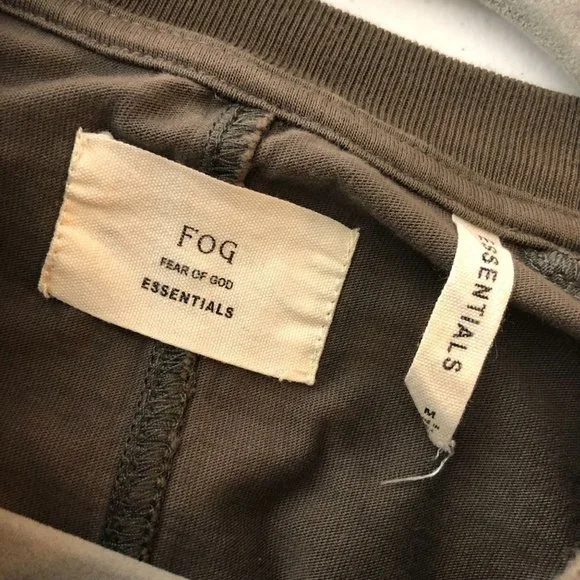 FOG
FEAR OF GOD
ESSENTIALS
ESSENTIALS
M